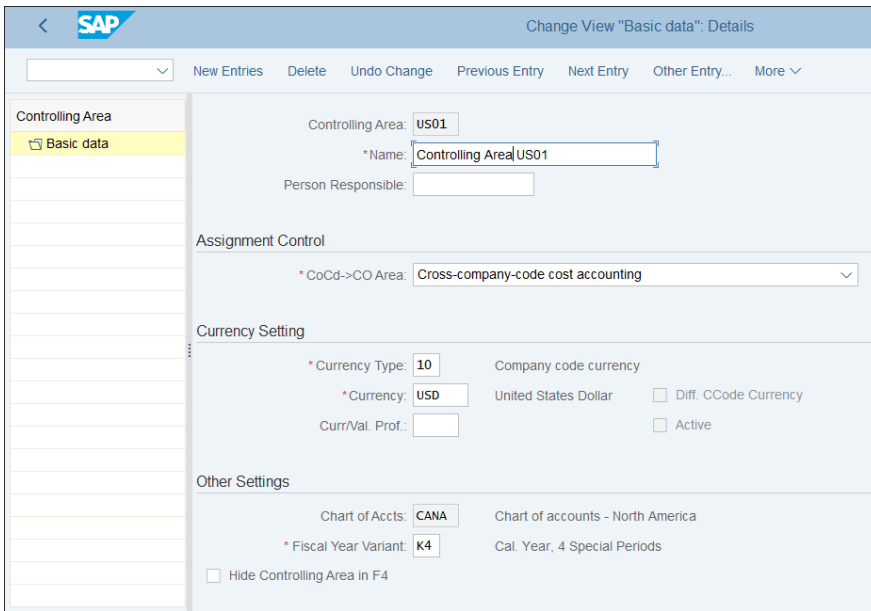 SAP Change View "Basic data": Details
New Entries Delete Undo Change Previous Entry Next Entry Other Entry... More
Controlling Area
Basic data
Controlling Area: US01
*Name: Controlling Area US01
Person Responsible:
Assignment Control
* CoCd->CO Area: Cross-company-code cost accounting
Currency Setting
* Currency Type: 10 Company code currency
*Currency: USD United States Dollar Diff. CCode Currency
Curr/Val. Prof.: Active
Other Settings
Chart of Accts: CANA Chart of accounts - North America
* Fiscal Year Variant: K4 Cal. Year, 4 Special Periods
Hide Controlling Area in F4